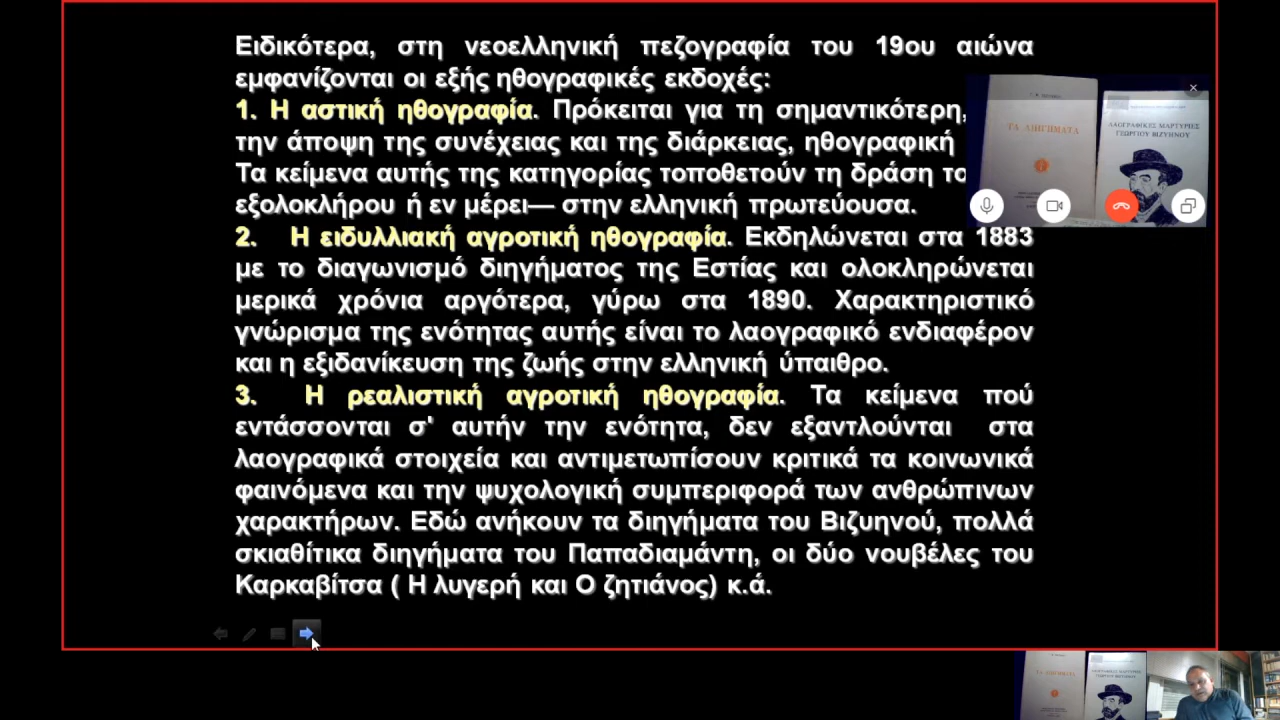 Ειδικότερα, στη νεοελληνική πεζογραφία του 19ου αιώνα
εμφανίζονται οι εξής ηθογραφικές εκδοχές:
1. Η αστική ηθογραφία. Πρόκειται για τη σημαντικότερη,
την άποψη της συνέχειας και της διάρκειας, ηθογραφική
Τα κείμενα αυτής της κατηγορίας τοποθετούν τη δράση το
εξολοκλήρου ή εν μέρει— στην ελληνική πρωτεύουσα.
2. Η ειδυλλιακή αγροτική ηθογραφία. Εκδηλώνεται στα 1883
με το διαγωνισμό διηγήματος της Εστίας και ολοκληρώνεται
μερικά χρόνια αργότερα, γύρω στα 1890. Χαρακτηριστικό
γνώρισμα της ενότητας αυτής είναι το λαογραφικό ενδιαφέρον
και η εξιδανίκευση της ζωής στην ελληνική ύπαιθρο.
3. Η ρεαλιστική αγροτική ηθογραφία. Τα κείμενα πού
εντάσσονται σ' αυτήν την ενότητα, δεν εξαντλούνται στα
λαογραφικά στοιχεία και αντιμετωπίσουν κριτικά τα κοινωνικά
φαινόμενα και την ψυχολογική συμπεριφορά των ανθρώπινων
χαρακτήρων. Εδώ ανήκουν τα διηγήματα του Βιζυηνού, πολλά
σκιαθίτικα διηγήματα του Παπαδιαμάντη, οι δύο νουβέλες του
Καρκαβίτσα ( Η λυγερή και Ο ζητιάνος) κ.ά.
ΤΑ ΔΙΗΓΗΜΑΤΑ
ΛΑΟΓΡΑΦΙΚΕΣ ΜΑΡΤΥΡΙΕΣ
ΓΕΩΡΓΙΟΥ ΒΙΖΥΗΝΟΥ